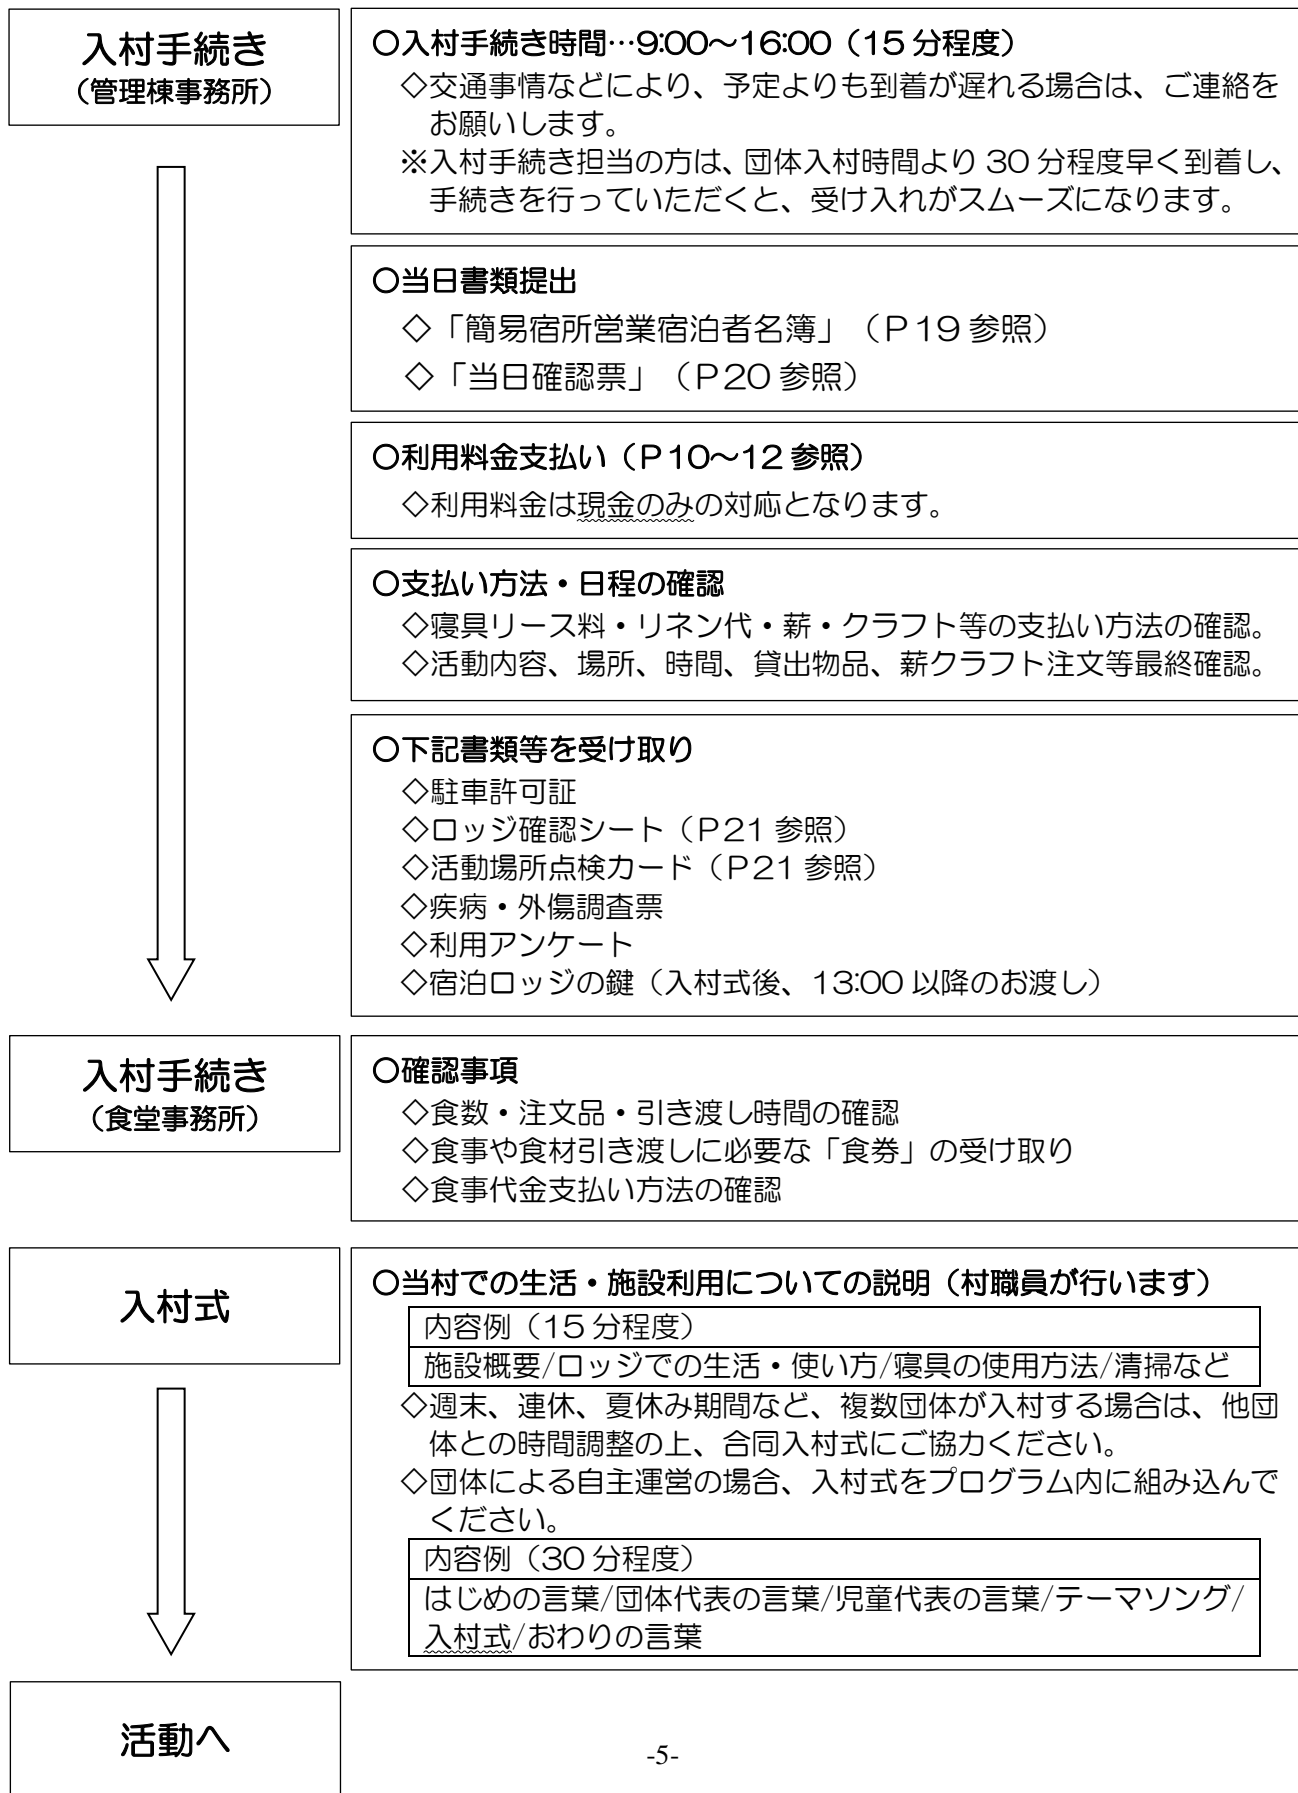 入村手続き
（管理棟事務所）
〇入村手続き時間…9:00～16:00（15分程度）
◇交通事情などにより、予定よりも到着が遅れる場合は、ご連絡を
お願いします。
※入村手続き担当の方は、団体入村時間より30分程度早く到着し、
手続きを行っていただくと、受け入れがスムーズになります。
〇当日書類提出
◇「簡易宿所営業宿泊者名簿」（P19参照）
◇「当日確認票」（P20参照）
〇利用料金支払い（P10～12参照）
◇利用料金は現金のみの対応となります。
〇支払い方法・日程の確認
◇寝具リース料・リネン代・薪・クラフト等の支払い方法の確認。
◇活動内容、場所、時間、貸出物品、薪クラフト注文等最終確認。
〇下記書類等を受け取り
◇駐車許可証
◇ロッジ確認シート（P21参照）
◇活動場所点検カード（P21参照）
◇疾病・外傷調査票
◇利用アンケート
◇宿泊ロッジの鍵（入村式後、13:00以降のお渡し）
入村手続き
（食堂事務所）
〇確認事項
◇食数・注文品・引き渡し時間の確認
◇食事や食材引き渡しに必要な「食券」の受け取り
◇食事代金支払い方法の確認
入村式
〇当村での生活・施設利用についての説明（村職員が行います）
内容例（15分程度）
施設概要/ロッジでの生活・使い方/寝具の使用方法/清掃など
◇週末、連休、夏休み期間など、複数団体が入村する場合は、他団
体との時間調整の上、合同入村式にご協力ください。
◇団体による自主運営の場合、入村式をプログラム内に組み込んで
ください。
内容例（30分程度）
はじめの言葉/団体代表の言葉/児童代表の言葉/テーマソング/
入村式/おわりの言葉
活動へ
-5-